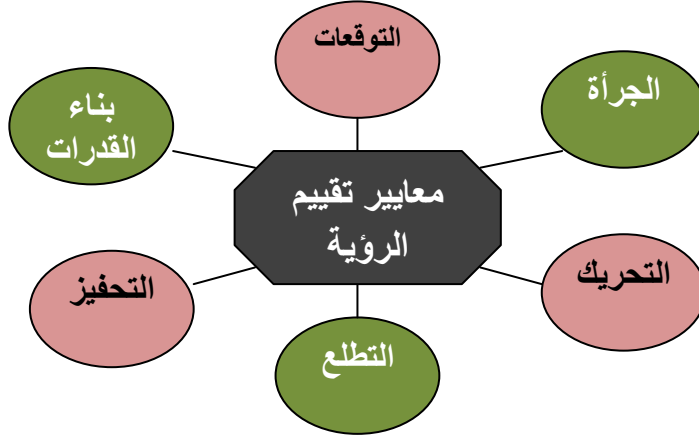 التوقعات
الجرأة
بناء
القدرات
معايير تقييم
الرؤية
التحريك
التحفيز
التطلع